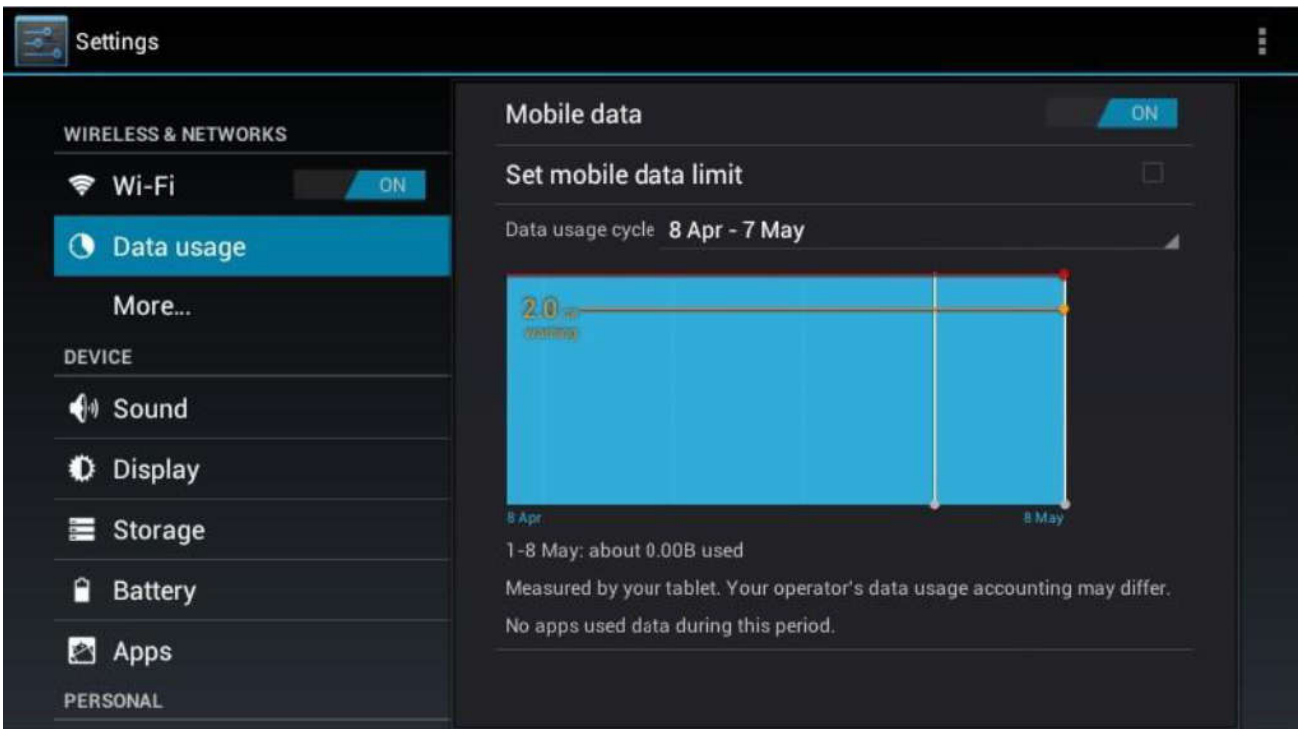 Settings
WIRELESS & NETWORKS
Wi-Fi
ON
Data usage
More...
DEVICE
Sound
Display
Storage
Battery
Apps
PERSONAL
Mobile data
ON
Set mobile data limit
Data usage cycle 8 Apr - 7 May
2.0
warning
8 Apr
8 May
1-8 May: about 0.00B used
Measured by your tablet. Your operator's data usage accounting may differ.
No apps used data during this period.